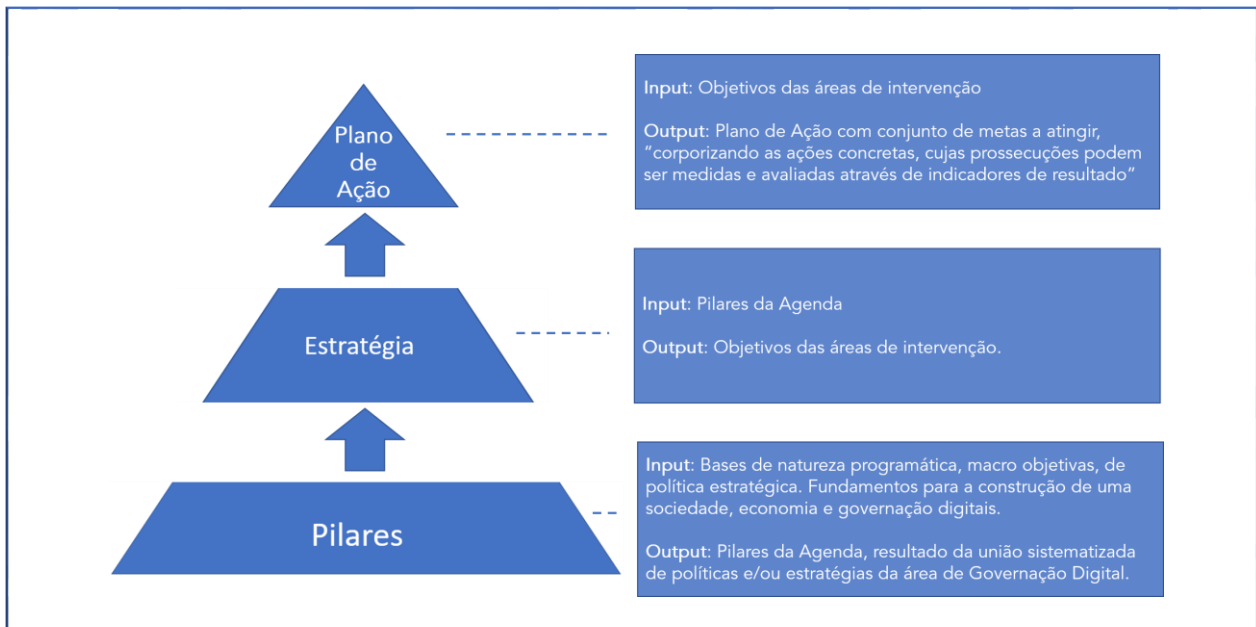 Plano
de
Ação
Input: Objetivos das áreas de intervenção
Output: Plano de Ação com conjunto de metas a atingir,
“corporizando as ações concretas, cujas prossecuções podem
ser medidas e avaliadas através de indicadores de resultado”
Estratégia
Input: Pilares da Agenda
Output: Objetivos das áreas de intervenção.
Pilares
Input: Bases de natureza programática, macro objetivas, de
política estratégica. Fundamentos para a construção de uma
sociedade, economia e governação digitais.
Output: Pilares da Agenda, resultado da união sistematizada
de políticas e/ou estratégias da área de Governação Digital.